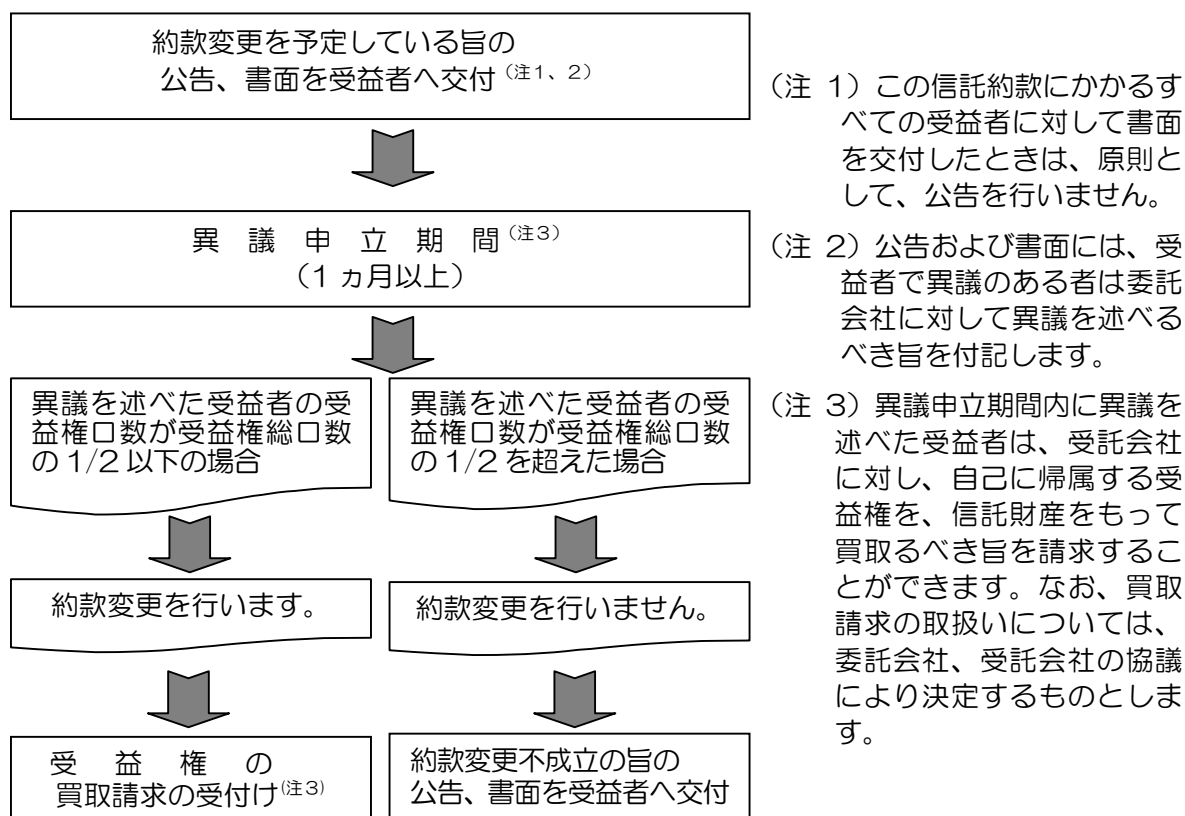 約款変更を予定している旨の
公告、書面を受益者へ交付（注1、2）
異議申立期間（注3）
（1ヵ月以上）
異議を述べた受益者の受
益権口数が受益権総口数
の1/2以下の場合
異議を述べた受益者の受
益権口数が受益権総口数
の1/2を超えた場合
約款変更を行います。
約款変更を行いません。
受益権の
買取請求の受付け（注3）
約款変更不成立の旨の
公告、書面を受益者へ交付
（注 1）この信託約款にかかるす
べての受益者に対して書面
を交付したときは、原則と
して、公告を行いません。
（注 2）公告および書面には、受
益者で異議のある者は委託
会社に対して異議を述べる
べき旨を付記します。
（注 3）異議申立期間内に異議を
述べた受益者は、受託会社
に対し、自己に帰属する受
益権を、信託財産をもって
買取るべき旨を請求するこ
とができます。なお、買取
請求の取扱いについては、
委託会社、受託会社の協議
により決定するものとしま
す。